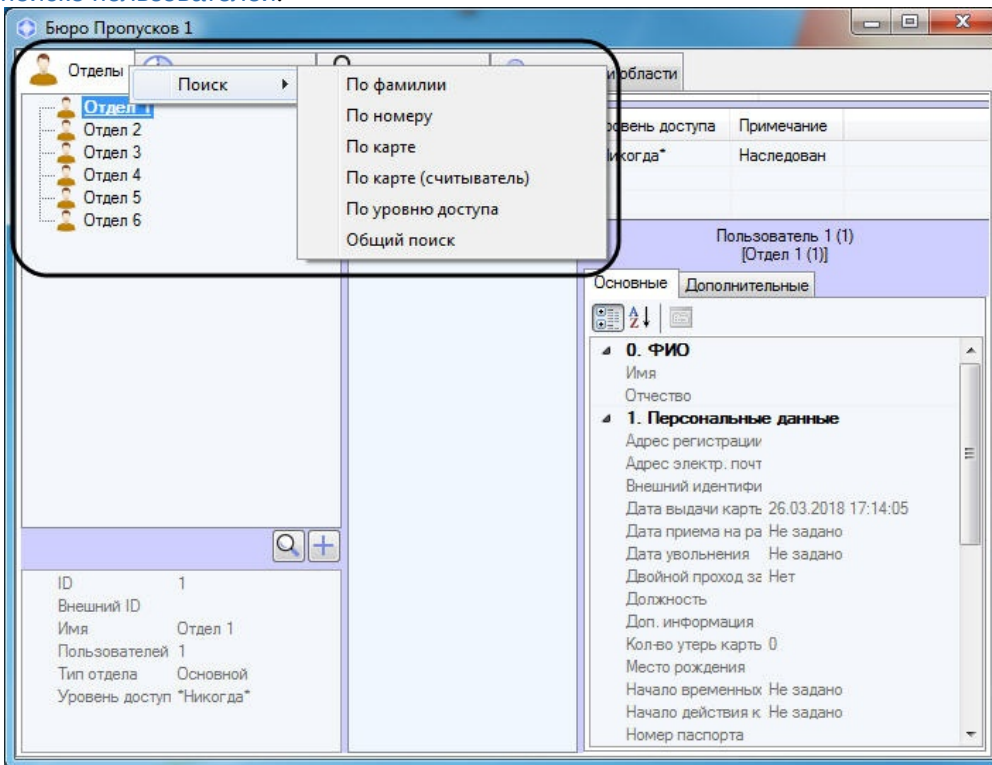 Бюро Пропусков 1
Отделы
области
Поиск
По фамилии
По номеру
По карте
По карте (считыватель)
По уровню доступа
Общий поиск
Отдел 1
Отдел 2
Отдел 3
Отдел 4
Отдел 5
Отдел 6
доступа Примечание
Наследован
Пользователь 1 (1)
[Отдел 1 (1)]
Основные Дополнительные
0. ФИО
Имя
Отчество
1. Персональные данные
Адрес регистрации
Адрес электр. почт
Внешний идентифи
Дата выдачи карть 26.03.2018 17:14:05
Дата приема на ра Не задано
Дата увольнения Не задано
Двойной проход за Нет
Должность
Доп. информация
Кол-во утерь карть 0
Место рождения
Начало временных Не задано
Начало действия к Не задано
Номер паспорта
ID 1
Внешний ID
Имя Отдел 1
Пользователей 1
Тип отдела Основной
Уровень доступ *Никогда*